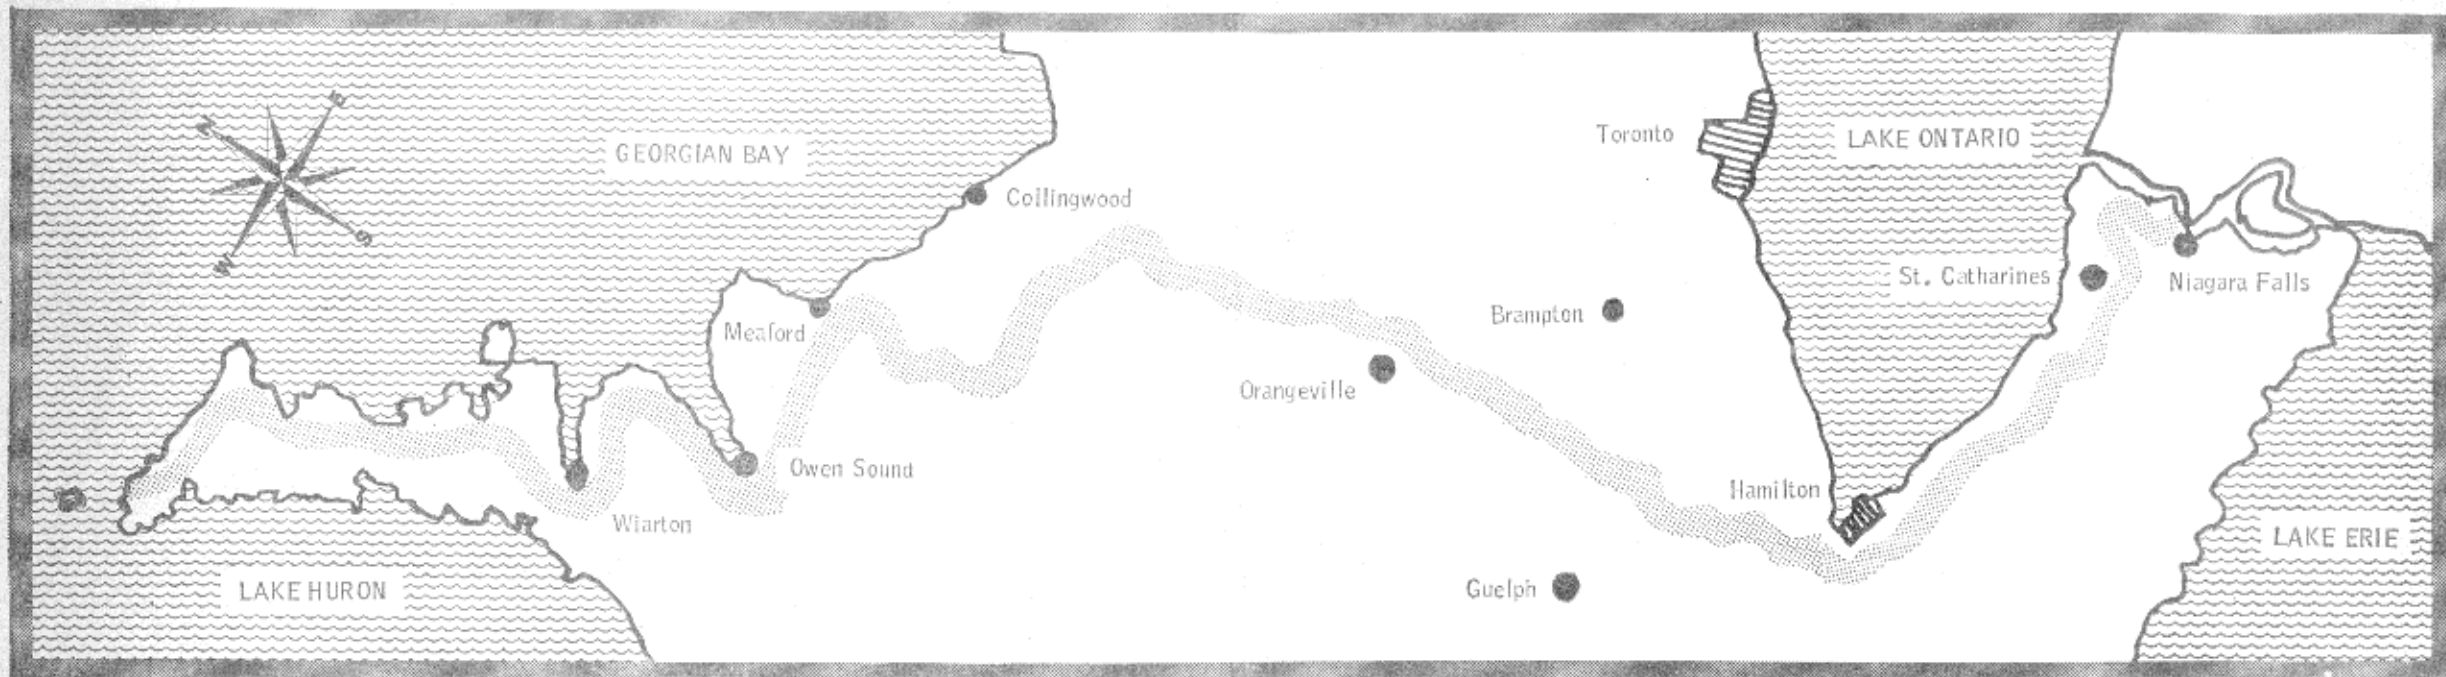 E
N
GEORGIAN BAY
S
W
Collingwood
Toronto
LAKE ONTARIO
St. Catharines
Niagara Falls
Meaford
Brampton
Orangeville
Owen Sound
Wiarton
Hamilton
LAKE HURON
Guelph
LAKE ERIE